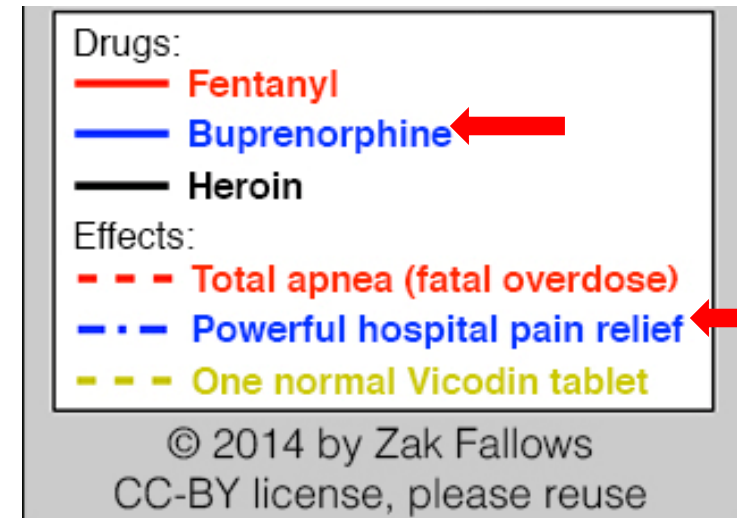 Drugs:
Fentanyl
Buprenorphine
Heroin
Effects:
Total apnea (fatal overdose)
Powerful hospital pain relief
One normal Vicodin tablet
© 2014 by Zak Fallows
CC-BY license, please reuse